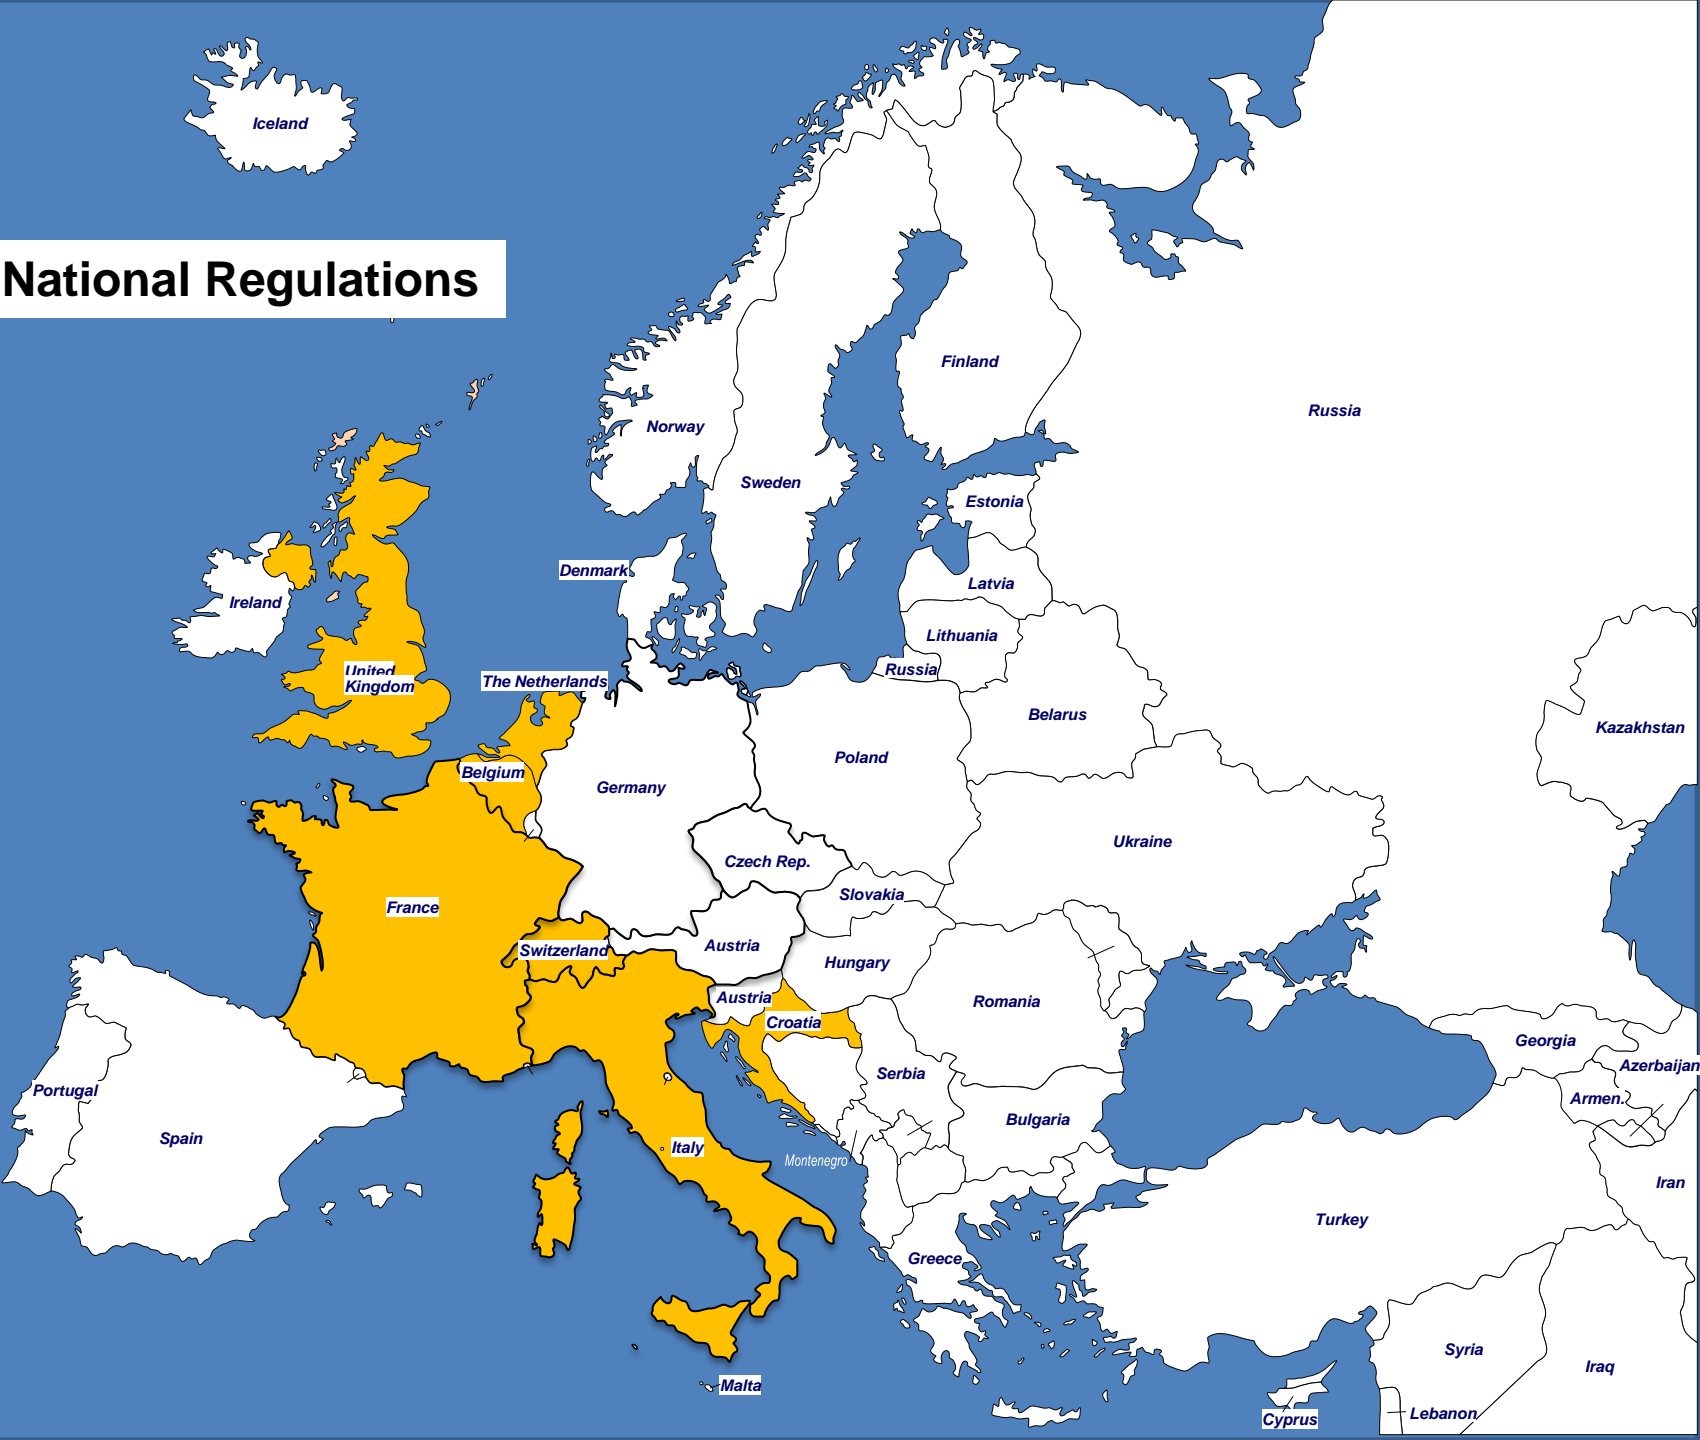 Iceland
National Regulations
Finland
Russia
Norway
Sweden
Estonia
Denmark
Latvia
Ireland
Lithuania
United
Kingdom
The Netherlands
Russia
Belarus
Kazakhstan
Poland
Belgium
Germany
Ukraine
Czech Rep.
Slovakia
France
Switzerland
Austria
Hungary
Austria
Romania
Croatia
Georgia
Serbia
Azerbaijan
Portugal
Armen.
Bulgaria
Spain
Italy
Montenegro
Iran
Turkey
Greece
Syria
Iraq
Malta
Lebanon
Cyprus